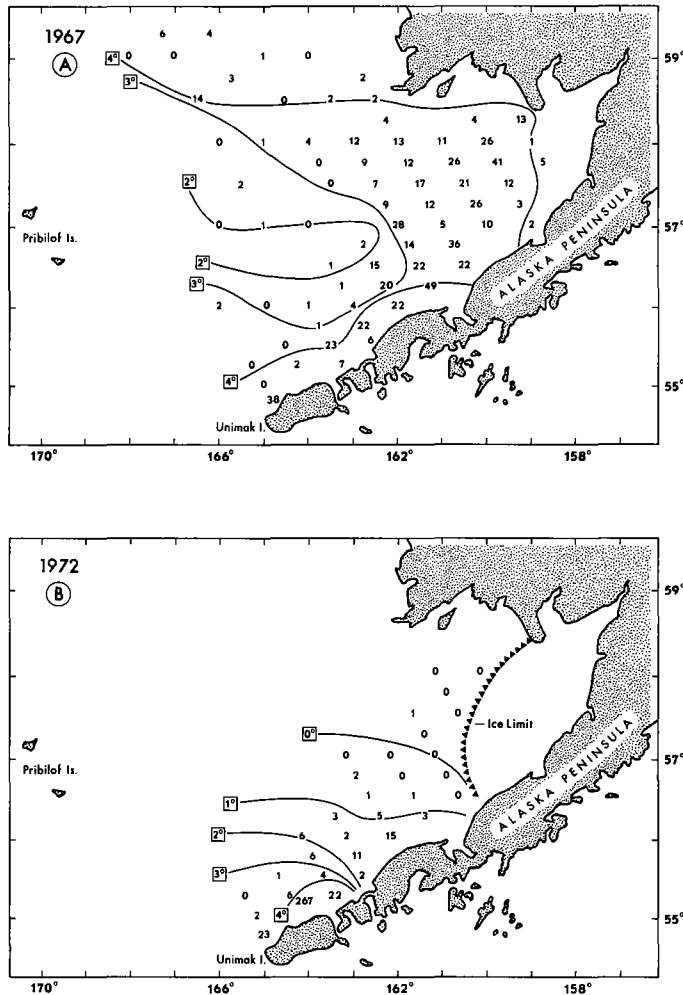 1967
A
6 4
4° 0 0 1 0 59°
3° 3 2
14 0 2 2
4 4 13
0 1 4 12 13 11 26 1
0 9 12 26 41 5
2° 2 0 7 17 21 12
9 12 26 3
0 1 0 28 5 10 2 57°
Pribilof Is.
2 14 36
2° 1 15 22 22
ALASKA PENINSULA
3° 1 20 49
2 0 1 4 22
1 22
0 23 6
0 2 7
4° 0 55°
38
Unimak I.
170° 166° 162° 158°
1972
B
59°
0 0
0
1 0
Ice Limit
0° 0
0 0 0 57°
Pribilof Is.
2 0 0
1 1 0
1° 3 5 3
ALASKA PENINSULA
2° 6 2 15
6 11
3° 1 4 2
0 6 267 22
2 4° 55°
23
Unimak I.
170° 166° 162° 158°